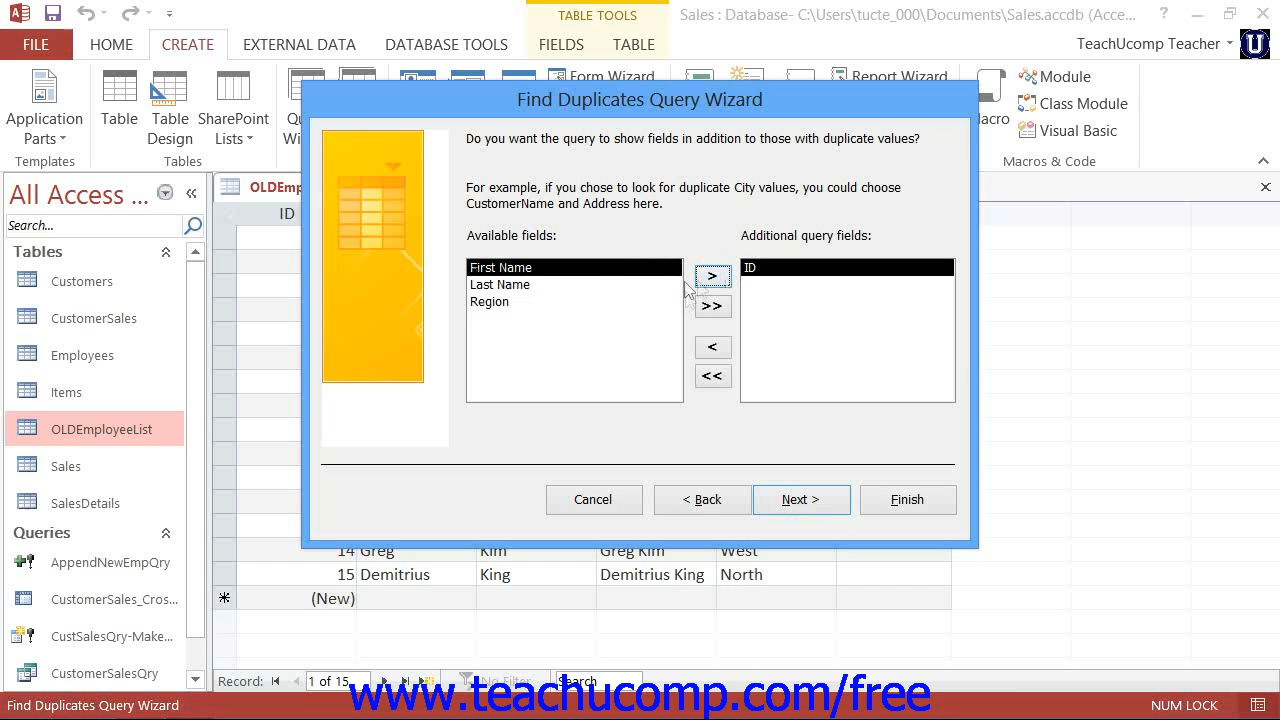 TABLE TOOLS
Sales : Database- C:\Users\tucte_000\Documents\Sales.accdb (Acce...
FILE HOME CREATE EXTERNAL DATA DATABASE TOOLS FIELDS TABLE
TeachUcomp Teacher
Application Parts
Templates
Table
Table Design
SharePoint Lists
Tables
Form Wizard
Report Wizard
Module
Class Module
Visual Basic
Macros & Code
All Access ...
Search...
Tables
Customers
CustomerSales
Employees
Items
OLDEmployeeList
Sales
SalesDetails
Queries
AppendNewEmpQry
CustomerSales_Cros...
CustSalesQry-Make...
CustomerSalesQry
ID
Find Duplicates Query Wizard
Do you want the query to show fields in addition to those with duplicate values?
For example, if you chose to look for duplicate City values, you could choose
CustomerName and Address here.
Available fields:
First Name
Last Name
Region
>
>>
<
<<
Additional query fields:
ID
Cancel
< Back
Next >
Finish
14 Greg Kim Greg Kim West
15 Demitrius King Demitrius King North
(New)
Record: 1 of 15 No Filter Search
www.teachucomp.com/free
Find Duplicates Query Wizard
NUM LOCK